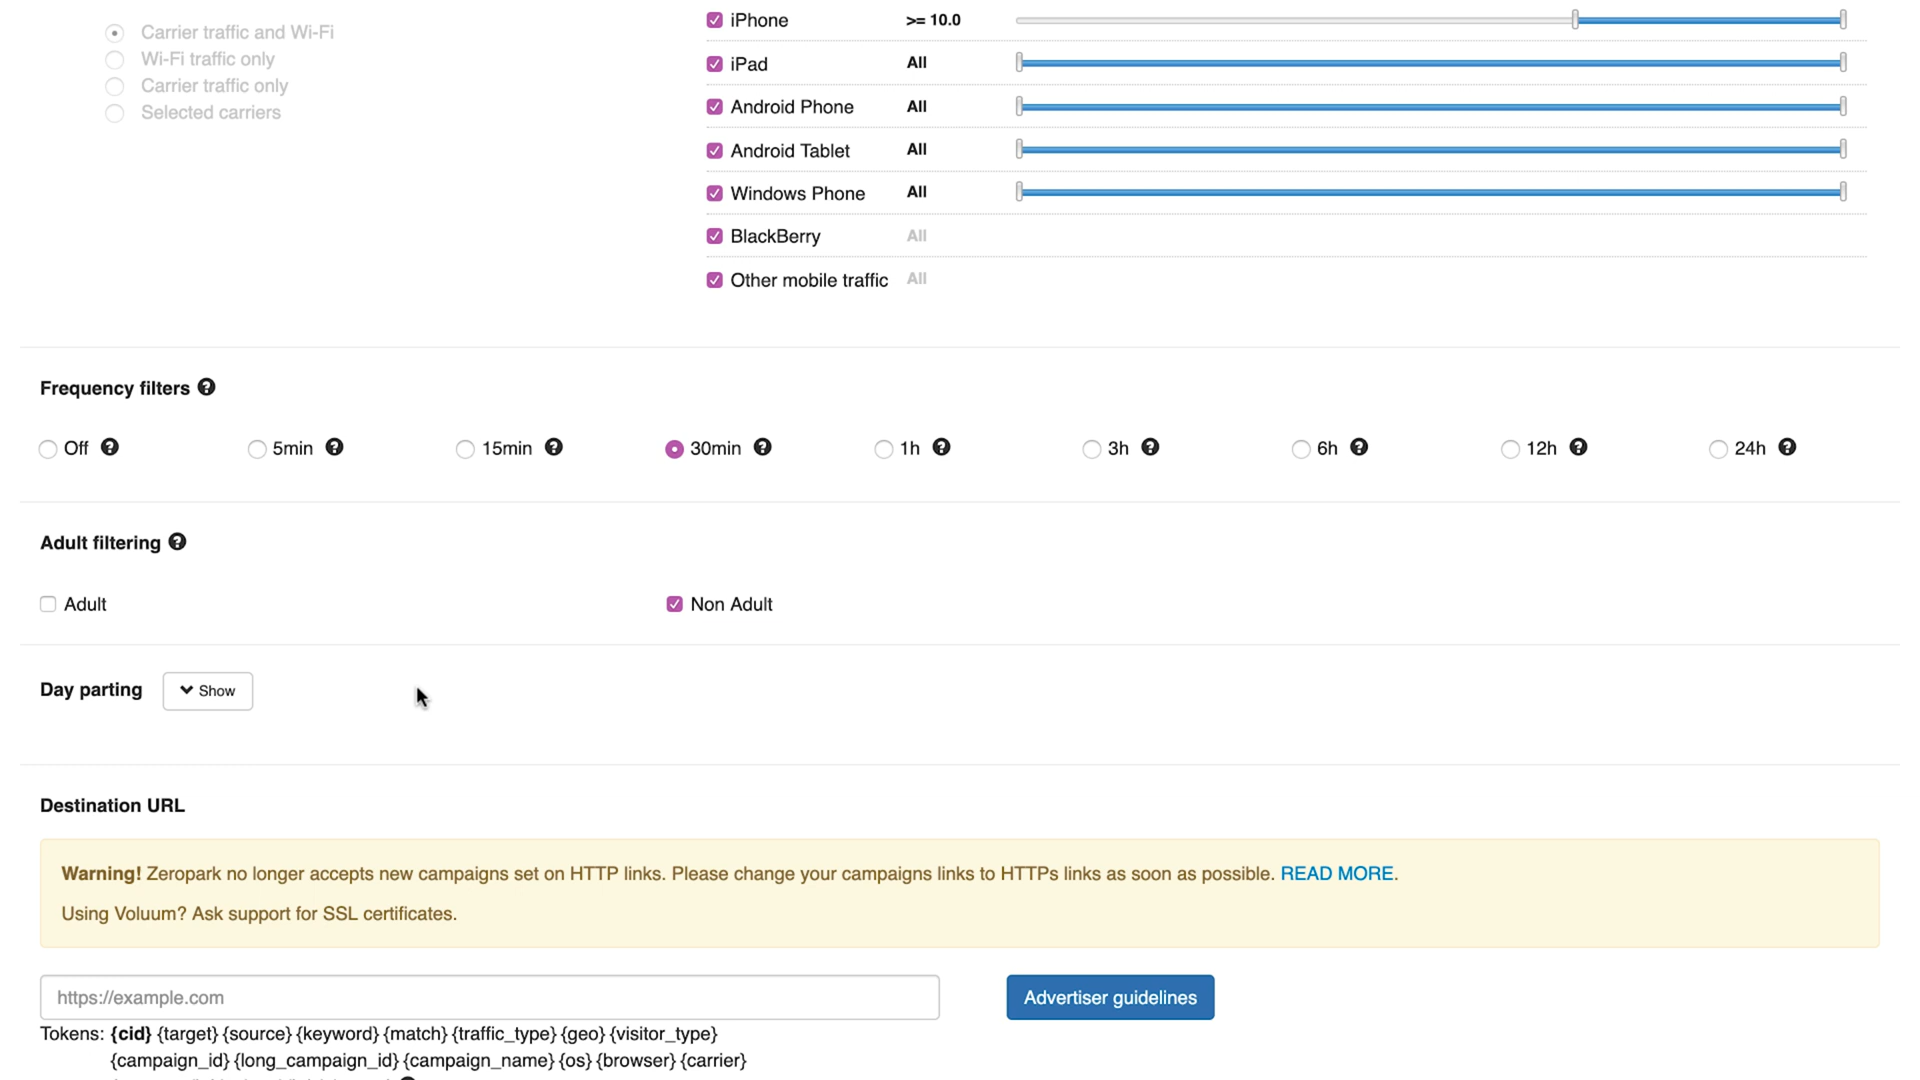 Carrier traffic and Wi-Fi
Wi-Fi traffic only
Carrier traffic only
Selected carriers
iPhone >= 10.0
iPad All
Android Phone All
Android Tablet All
Windows Phone All
BlackBerry All
Other mobile traffic All
Frequency filters ?
Off ? 5min ? 15min ? 30min ? 1h ? 3h ? 6h ? 12h ? 24h ?
Adult filtering ?
Adult Non Adult
Day parting Show
Destination URL
Warning! Zeropark no longer accepts new campaigns set on HTTP links. Please change your campaigns links to HTTPs links as soon as possible. READ MORE.
Using Voluum? Ask support for SSL certificates.
https://example.com Advertiser guidelines
Tokens: {cid} {target} {source} {keyword} {match} {traffic_type} {geo} {visitor_type}
{campaign_id} {long_campaign_id} {campaign_name} {os} {browser} {carrier}